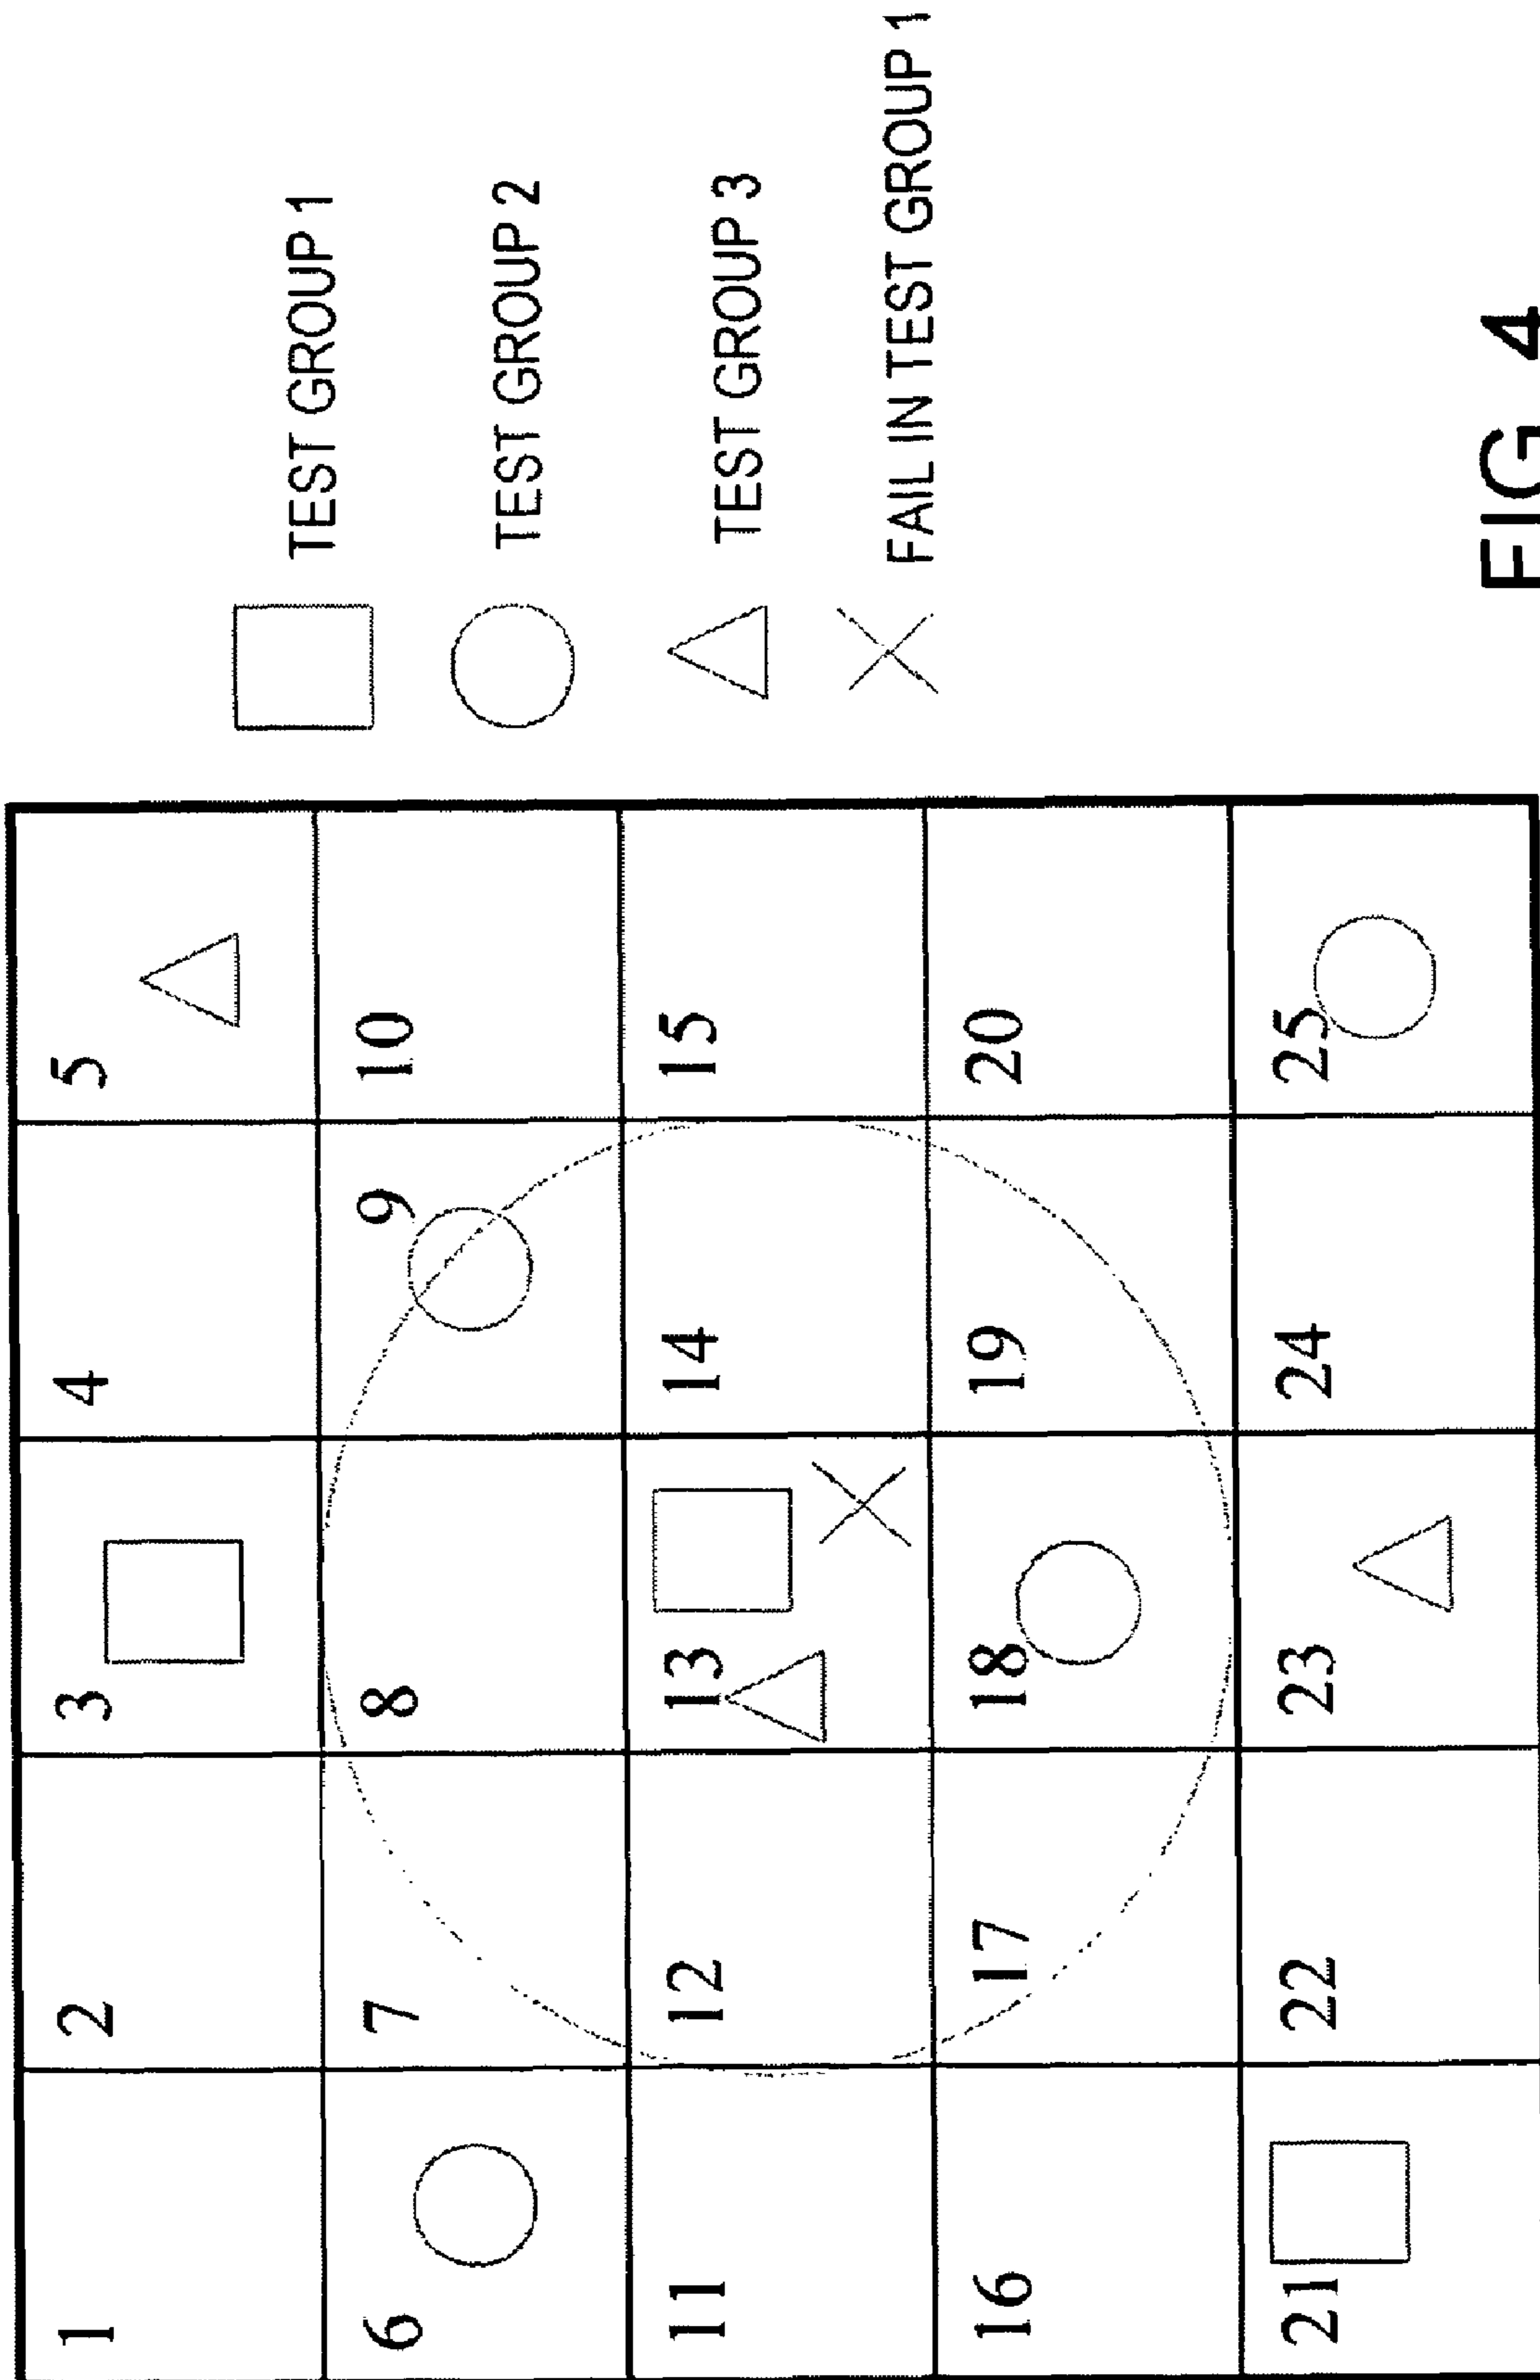 1 2 3 4 5
6 7 8 9 10
11 12 13 14 15
16 17 18 19 20
21 22 23 24 25
TEST GROUP 1
TEST GROUP 2
TEST GROUP 3
FAIL IN TEST GROUP 1
FIG. 4